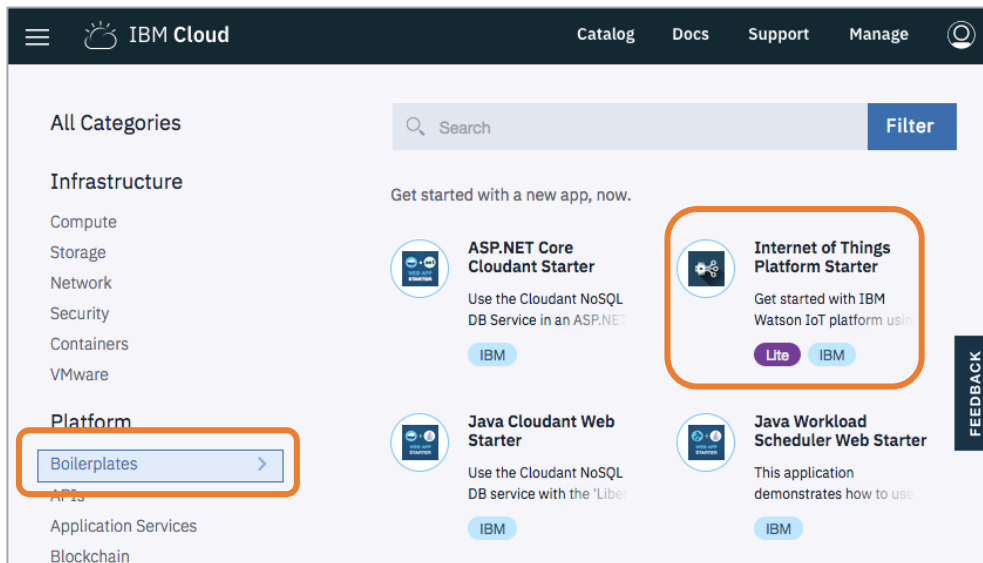 IBM Cloud
Catalog
Docs
Support
Manage
All Categories
Infrastructure
Compute
Storage
Network
Security
Containers
VMware
Platform
Boilerplates
APIs
Application Services
Blockchain
Search
Filter
Get started with a new app, now.
ASP.NET Core
Cloudant Starter
Use the Cloudant NoSQL
DB Service in an ASP.NET
IBM
Internet of Things
Platform Starter
Get started with IBM
Watson IoT platform usin
Lite
IBM
Java Cloudant Web
Starter
Use the Cloudant NoSQL
DB service with the 'Liber
IBM
Java Workload
Scheduler Web Starter
This application
demonstrates how to use
IBM
FEEDBACK